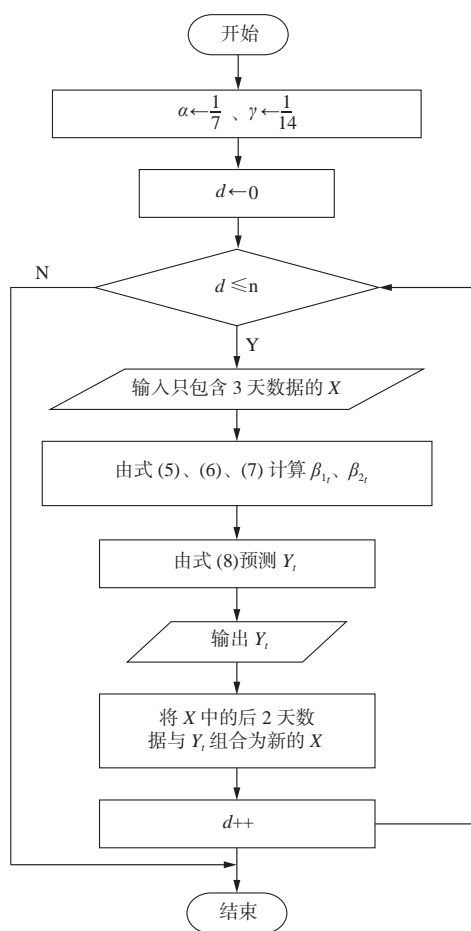 开始
α←1/7 、γ←1/14
d←0
N
d≤n
Y
输入只包含 3 天数据的 X
由式 (5)、(6)、(7) 计算 β₁ₜ、β₂ₜ
由式 (8)预测 Yₜ
输出 Yₜ
将 X 中的后 2 天数
据与 Yₜ 组合为新的 X
d++
结束